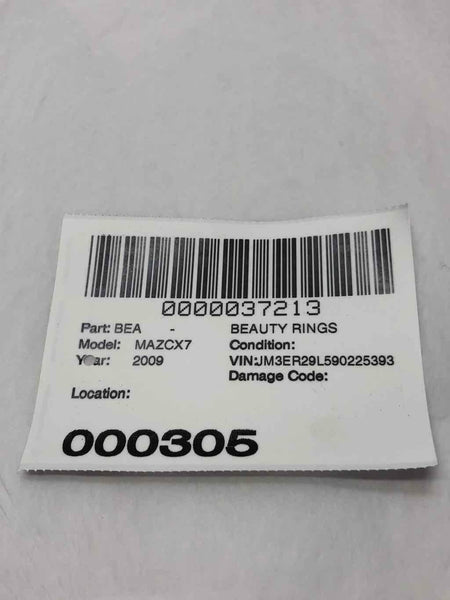 0000037213
Part: BEA - BEAUTY RINGS
Model: MAZCX7 Condition:
Year: 2009 VIN:JM3ER29L590225393
Damage Code:
Location:
000305